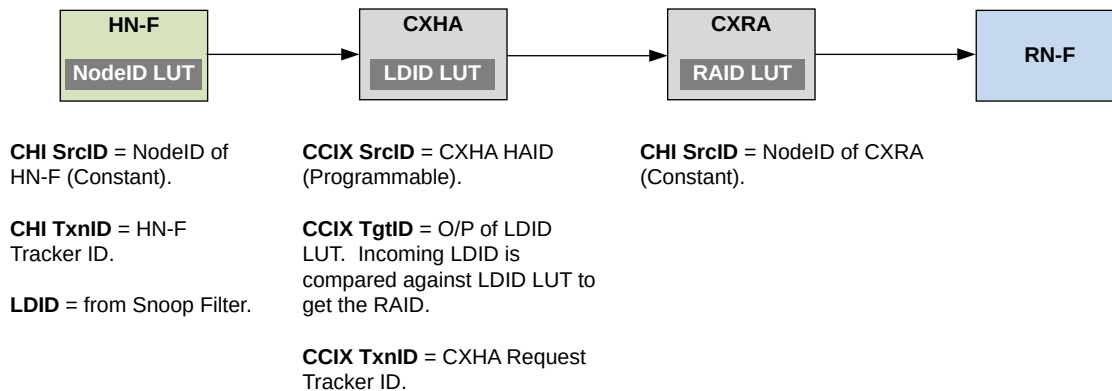 HN-F
NodeID LUT
CXHA
LDID LUT
CXRA
RAID LUT
RN-F
CHI SrcID = NodeID of
HN-F (Constant).
CHI TxnID = HN-F
Tracker ID.
LDID = from Snoop Filter.
CCIX SrcID = CXHA HAID
(Programmable).
CCIX TgtID = O/P of LDID
LUT.  Incoming LDID is
compared against LDID LUT to
get the RAID.
CCIX TxnID = CXHA Request
Tracker ID.
CHI SrcID = NodeID of CXRA
(Constant).